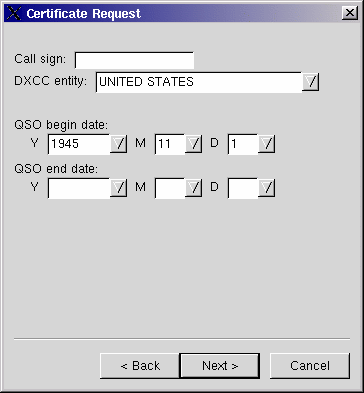 Certificate Request
Call sign:
DXCC entity: UNITED STATES
QSO begin date:
Y 1945 M 11 D 1
QSO end date:
Y M D
< Back Next > Cancel